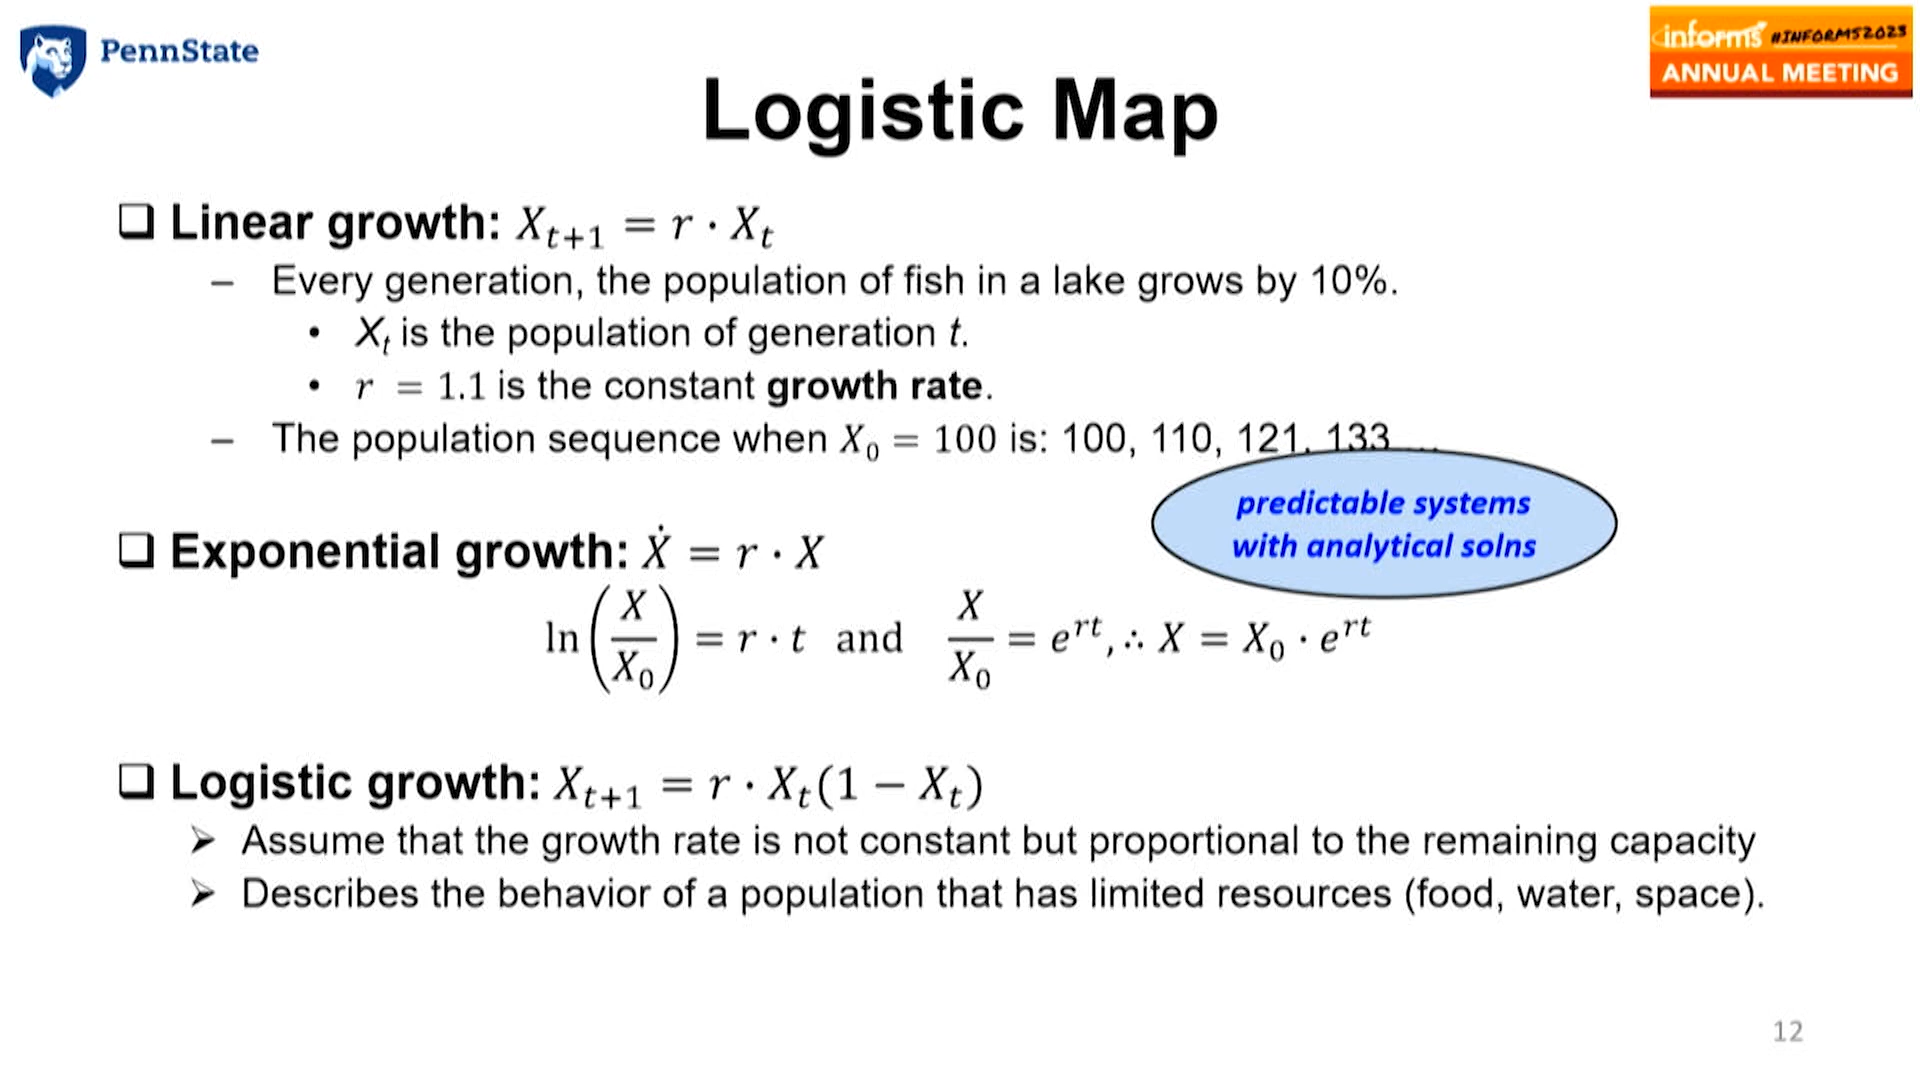 PennState
informs #INFORMS2023
ANNUAL MEETING
Logistic Map
❑ Linear growth: X_{t+1} = r · X_t
– Every generation, the population of fish in a lake grows by 10%.
• X_t is the population of generation t.
• r = 1.1 is the constant growth rate.
– The population sequence when X_0 = 100 is: 100, 110, 121, 133, …
predictable systems
with analytical solns
❑ Exponential growth: Ẋ = r · X
ln(X/X_0) = r · t and X/X_0 = e^{rt}, ∴ X = X_0 · e^{rt}
❑ Logistic growth: X_{t+1} = r · X_t(1 − X_t)
➢ Assume that the growth rate is not constant but proportional to the remaining capacity
➢ Describes the behavior of a population that has limited resources (food, water, space).
12